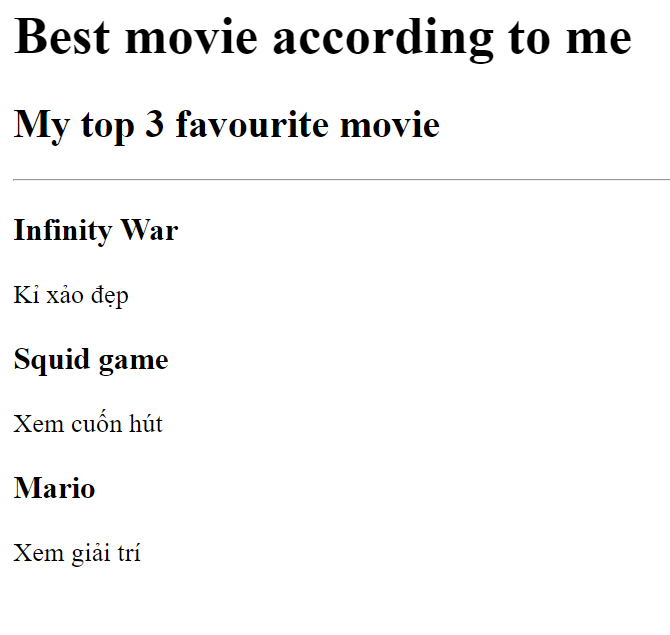 Best movie according to me
My top 3 favourite movie
Infinity War
Kỉ xảo đẹp
Squid game
Xem cuốn hút
Mario
Xem giải trí